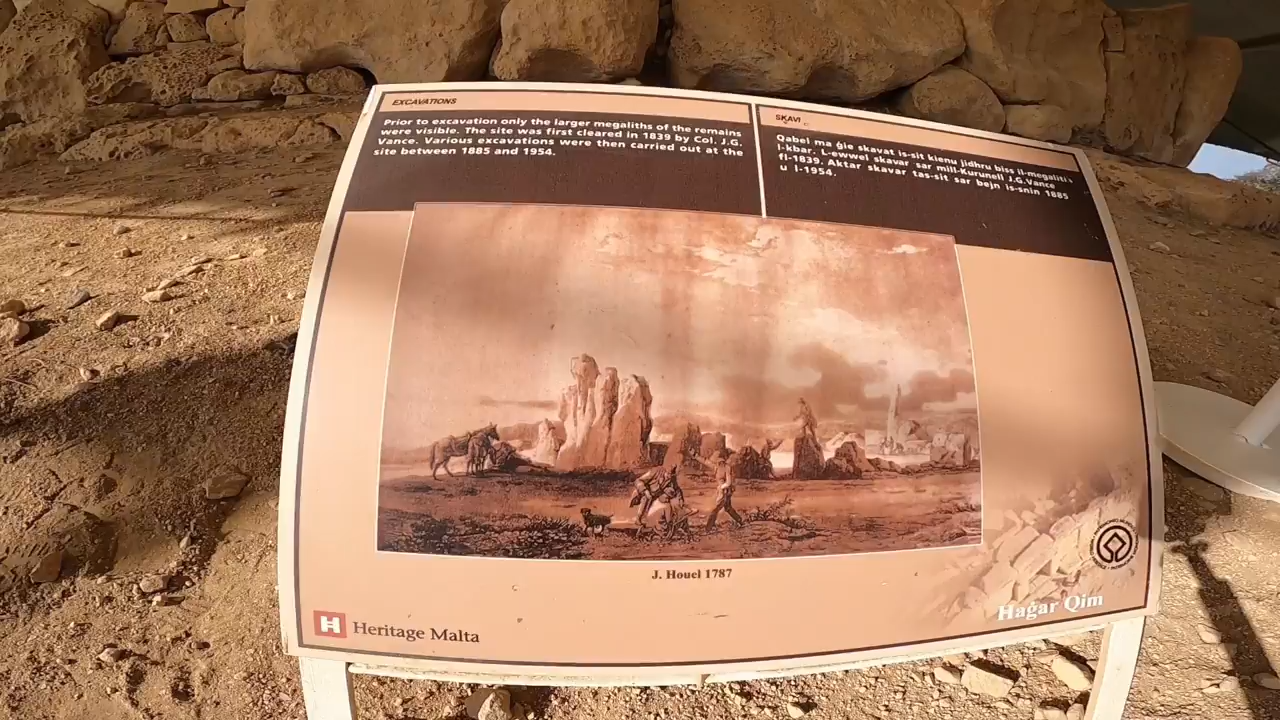 EXCAVATIONS
Prior to excavation only the larger megaliths of the remains
were visible. The site was first cleared in 1839 by Col. J.G.
Vance. Various excavations were then carried out at the
site between 1885 and 1954.
SKAVI
Qabel ma ġie skavat is-sit kienu jidhru biss il-megaliti
l-kbar. L-ewwel skavar sar mill-Kurunell J.G.Vance
fl-1839. Aktar skavar tas-sit sar bejn is-snin 1885
u l-1954.
J. Houel 1787
H Heritage Malta
Haġar Qim